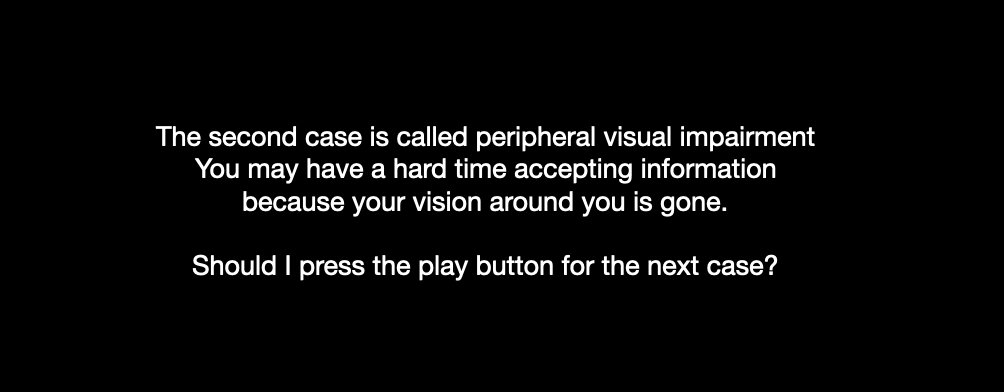 The second case is called peripheral visual impairment
You may have a hard time accepting information
because your vision around you is gone.
Should I press the play button for the next case?